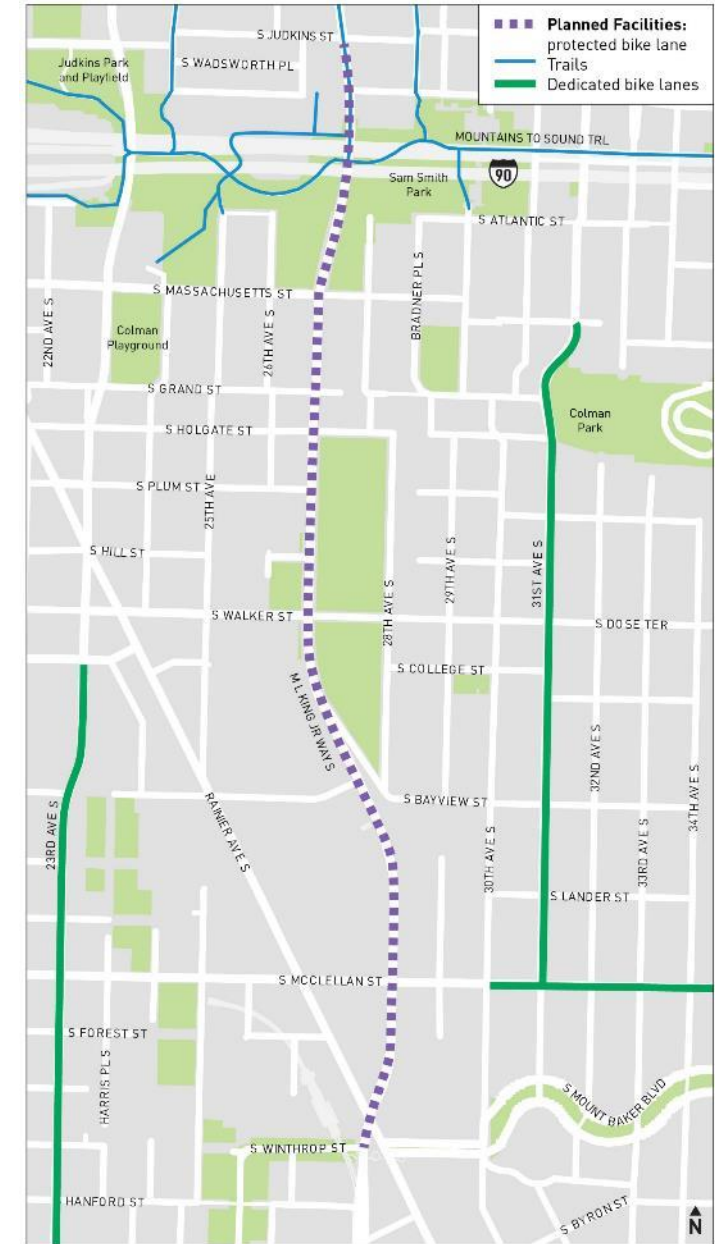 Planned Facilities:
protected bike lane
Trails
Dedicated bike lanes
S JUDKINS ST
Judkins Park
and Playfield
S WADSWORTH PL
MOUNTAINS TO SOUND TRL
90
Sam Smith
Park
S ATLANTIC ST
S MASSACHUSETTS ST
BRADNER PL S
22ND AVE S
26TH AVE S
Colman
Playground
S GRAND ST
Colman
Park
S HOLGATE ST
S PLUM ST
25TH AVE
S HILL ST
29TH AVE S
31ST AVE S
28TH AVE S
S WALKER ST
S DOSE TER
S COLLEGE ST
M L KING JR WAY S
32ND AVE S
34TH AVE S
S BAYVIEW ST
RAINIER AVE S
23RD AVE S
33RD AVE S
30TH AVE S
S LANDER ST
S MCCLELLAN ST
S FOREST ST
HARRIS PL S
S MOUNT BAKER BLVD
S WINTHROP ST
HANFORD ST
S BYRON ST
N